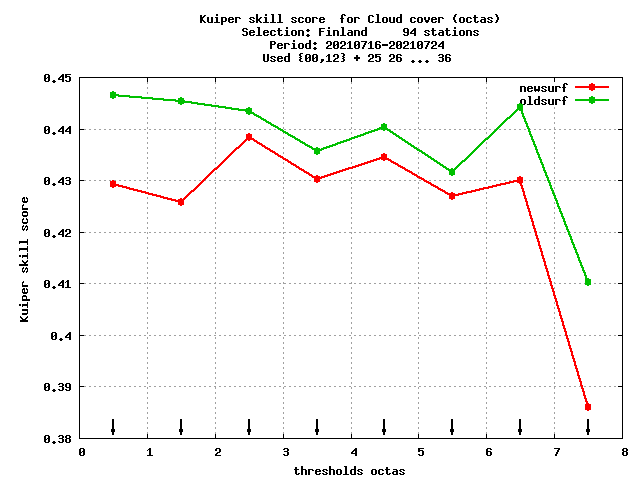 Kuiper skill score  for Cloud cover (octas)
Selection: Finland     94 stations
Period: 20210716-20210724
Used {00,12} + 25 26 ... 36
newsurf
oldsurf
0.45
0.44
0.43
0.42
0.41
0.4
0.39
0.38
Kuiper skill score
0 1 2 3 4 5 6 7 8
thresholds octas